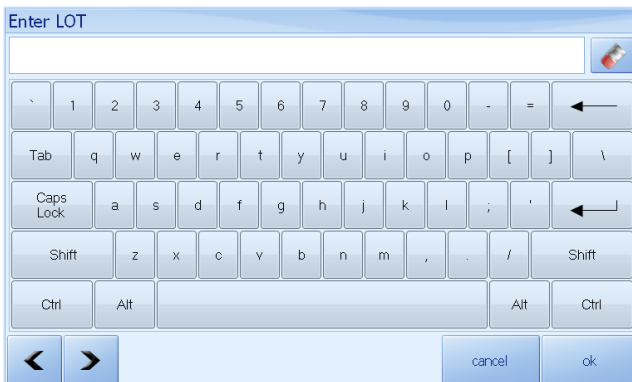 Enter LOT
` 1 2 3 4 5 6 7 8 9 0 - =
Tab q w e r t y u i o p [ ] \
Caps Lock a s d f g h j k l ; '
Shift z x c v b n m , . / Shift
Ctrl Alt Alt Ctrl
cancel ok